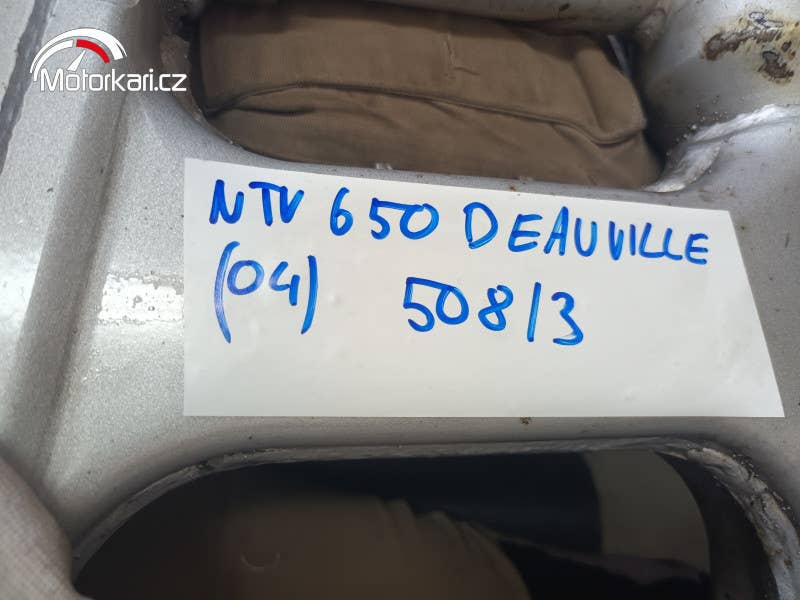 Motorkari.cz
NTV 650 DEAUVILLE
(04) 508/3